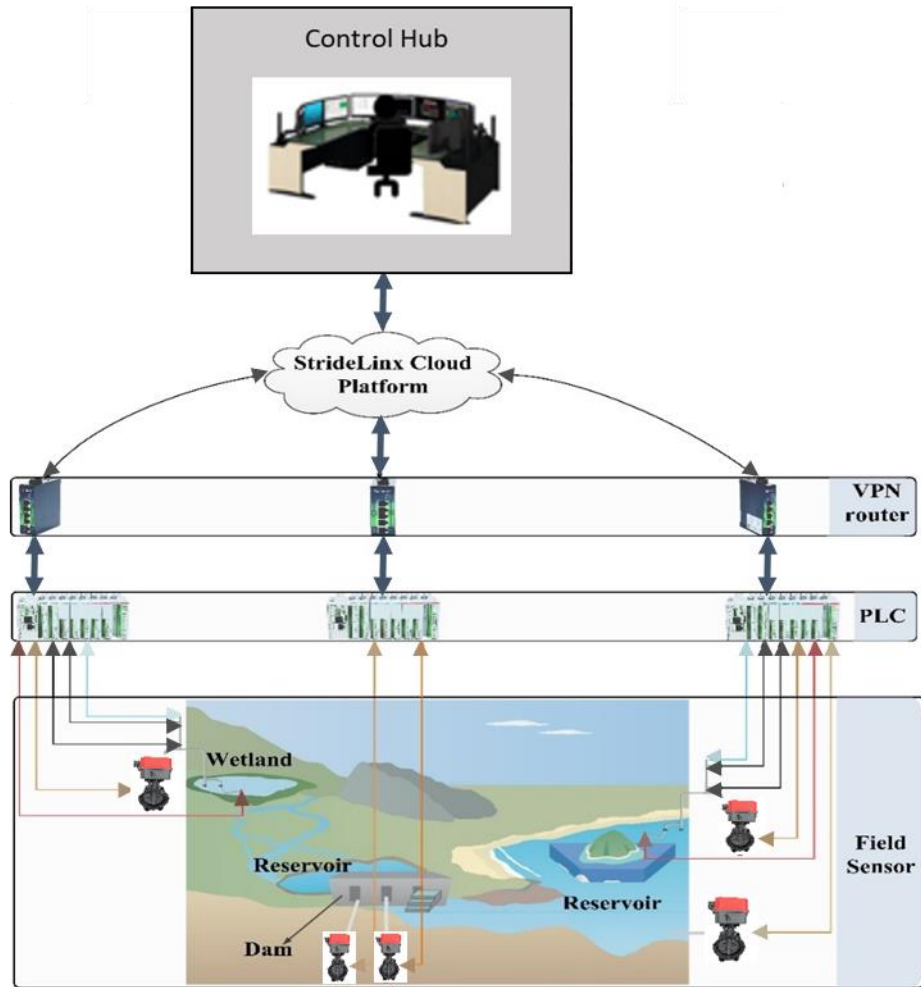 Control Hub
StrideLinx Cloud
Platform
VPN
router
PLC
Wetland
Reservoir
Dam
Reservoir
Field
Sensor